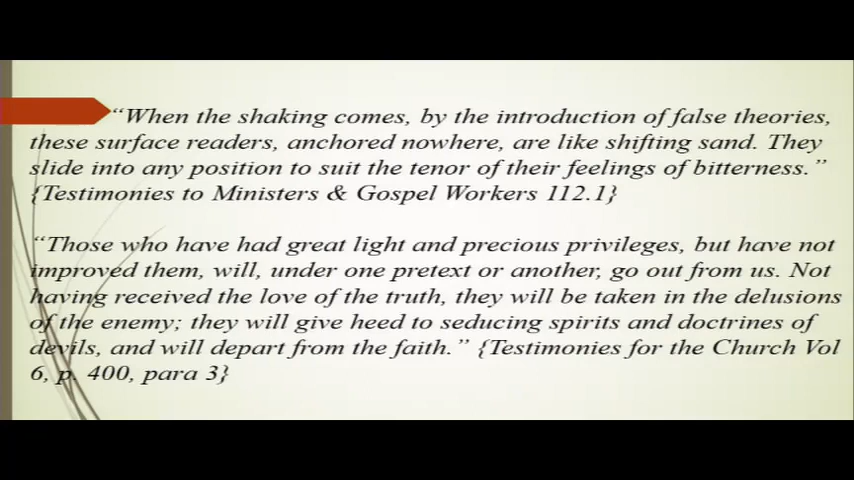 “When the shaking comes, by the introduction of false theories,
these surface readers, anchored nowhere, are like shifting sand. They
slide into any position to suit the tenor of their feelings of bitterness.”
{Testimonies to Ministers & Gospel Workers 112.1}
“Those who have had great light and precious privileges, but have not
improved them, will, under one pretext or another, go out from us. Not
having received the love of the truth, they will be taken in the delusions
of the enemy; they will give heed to seducing spirits and doctrines of
devils, and will depart from the faith.” {Testimonies for the Church Vol
6, p. 400, para 3}